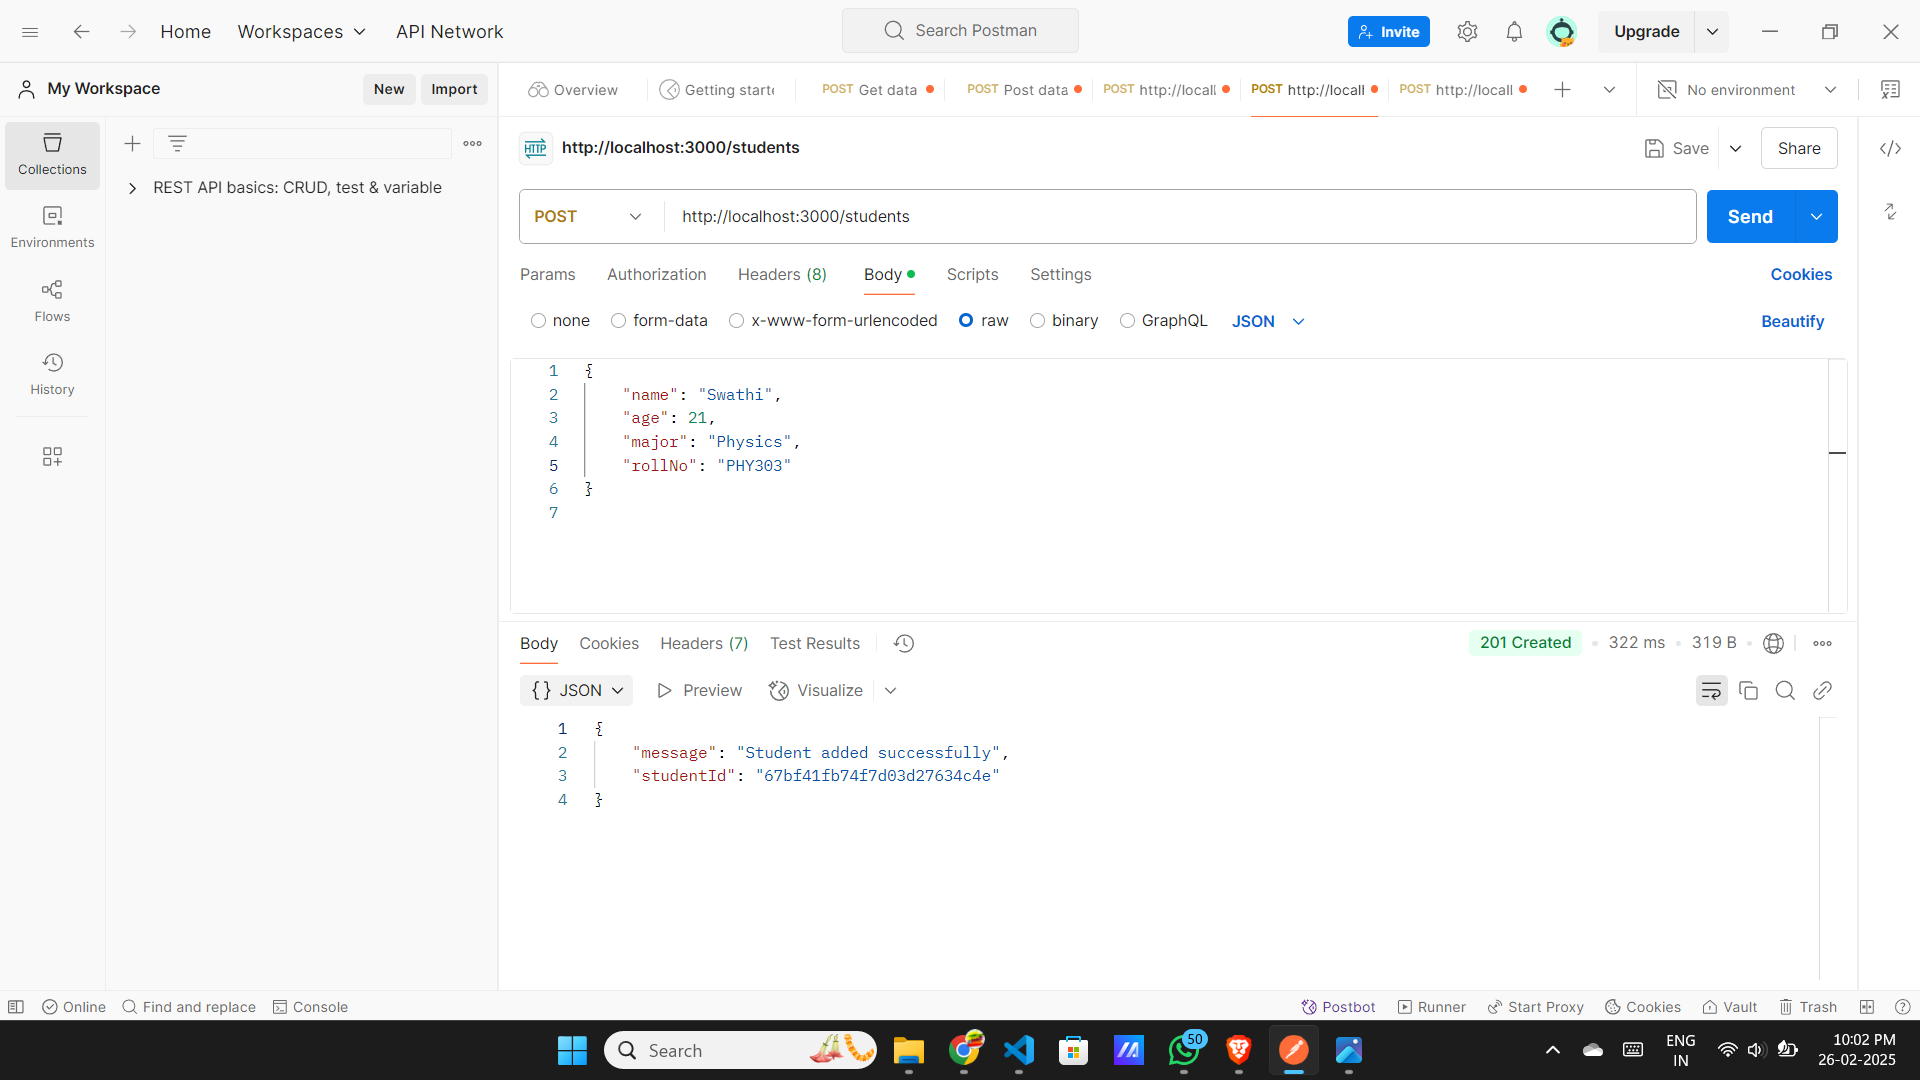 Home Workspaces API Network Search Postman Invite Upgrade
My Workspace New Import Overview Getting starte POST Get data POST Post data POST http://locall POST http://locall POST http://locall No environment
Collections
REST API basics: CRUD, test & variable
Environments
Flows
History
HTTP http://localhost:3000/students Save Share
POST http://localhost:3000/students Send
Params Authorization Headers (8) Body Scripts Settings Cookies
none form-data x-www-form-urlencoded raw binary GraphQL JSON Beautify
1 {
2 "name": "Swathi",
3 "age": 21,
4 "major": "Physics",
5 "rollNo": "PHY303"
6 }
7
Body Cookies Headers (7) Test Results 201 Created 322 ms 319 B
{} JSON Preview Visualize
1 {
2 "message": "Student added successfully",
3 "studentId": "67bf41fb74f7d03d27634c4e"
4 }
Online Find and replace Console Postbot Runner Start Proxy Cookies Vault Trash
Search 50 ENG 10:02 PM
IN 26-02-2025